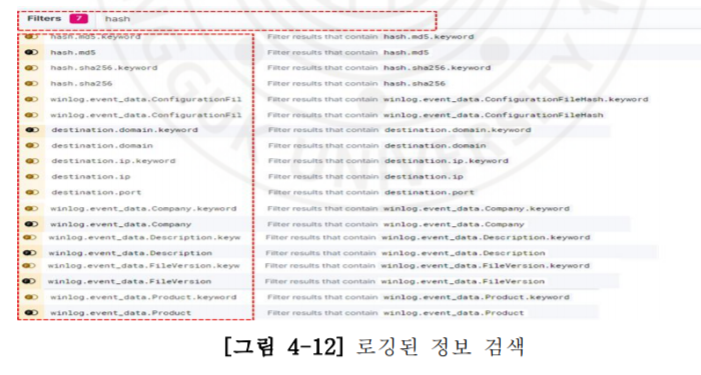 Filters 7 hash
hash.md5.keyword Filter results that contain hash.md5.keyword
hash.md5 Filter results that contain hash.md5
hash.sha256.keyword Filter results that contain hash.sha256.keyword
hash.sha256 Filter results that contain hash.sha256
winlog.event_data.ConfigurationFil Filter results that contain winlog.event_data.ConfigurationFileHash.keyword
winlog.event_data.ConfigurationFil Filter results that contain winlog.event_data.ConfigurationFileHash
destination.domain.keyword Filter results that contain destination.domain.keyword
destination.domain Filter results that contain destination.domain
destination.ip.keyword Filter results that contain destination.ip.keyword
destination.ip Filter results that contain destination.ip
destination.port Filter results that contain destination.port
winlog.event_data.Company.keyword Filter results that contain winlog.event_data.Company.keyword
winlog.event_data.Company Filter results that contain winlog.event_data.Company
winlog.event_data.Description.keyw Filter results that contain winlog.event_data.Description.keyword
winlog.event_data.Description Filter results that contain winlog.event_data.Description
winlog.event_data.FileVersion.keyw Filter results that contain winlog.event_data.FileVersion.keyword
winlog.event_data.FileVersion Filter results that contain winlog.event_data.FileVersion
winlog.event_data.Product.keyword Filter results that contain winlog.event_data.Product.keyword
winlog.event_data.Product Filter results that contain winlog.event_data.Product
[그림 4-12] 로깅된 정보 검색